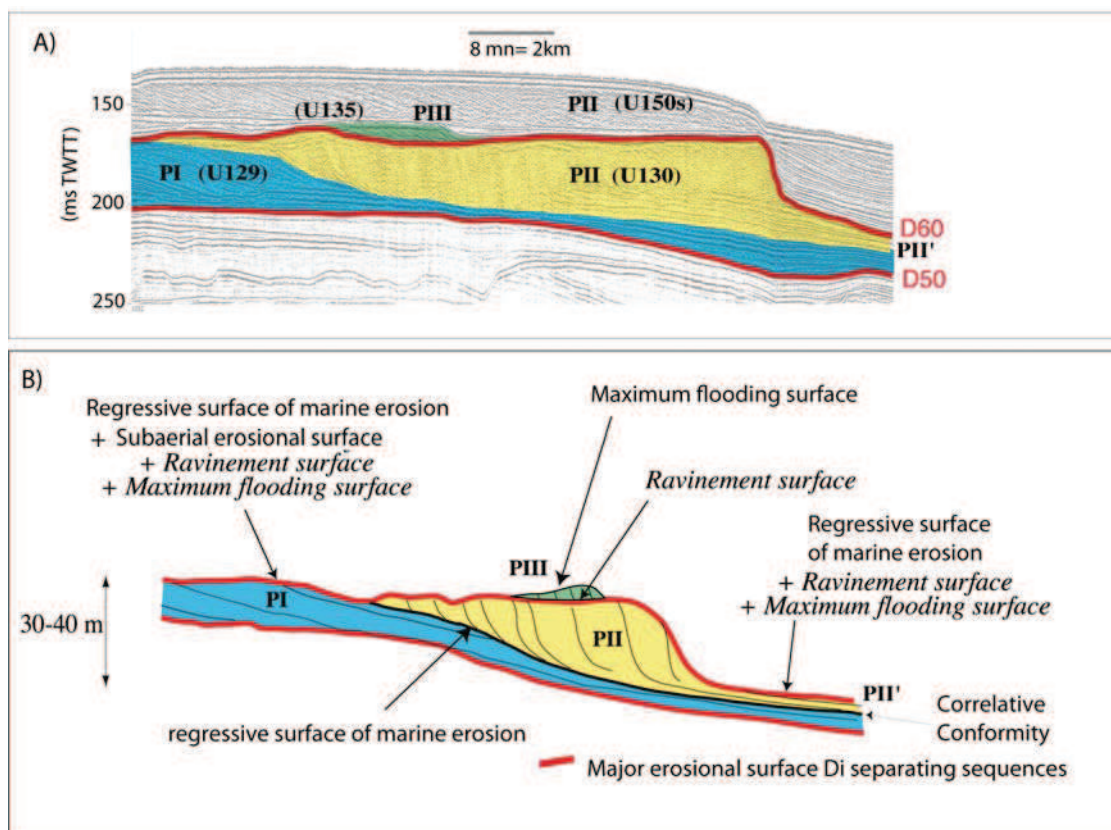 A)
8 mn= 2km
(ms TWTT)
150
200
250
(U135)
PIII
PII (U150s)
PI (U129)
PII (U130)
D60
PII'
D50
B)
Regressive surface of marine erosion
+ Subaerial erosional surface
+ Ravinement surface
+ Maximum flooding surface
Maximum flooding surface
Ravinement surface
Regressive surface
of marine erosion
+ Ravinement surface
+ Maximum flooding surface
PIII
PI
PII
30-40 m
PII'
Correlative
Conformity
regressive surface of marine erosion
Major erosional surface Di separating sequences